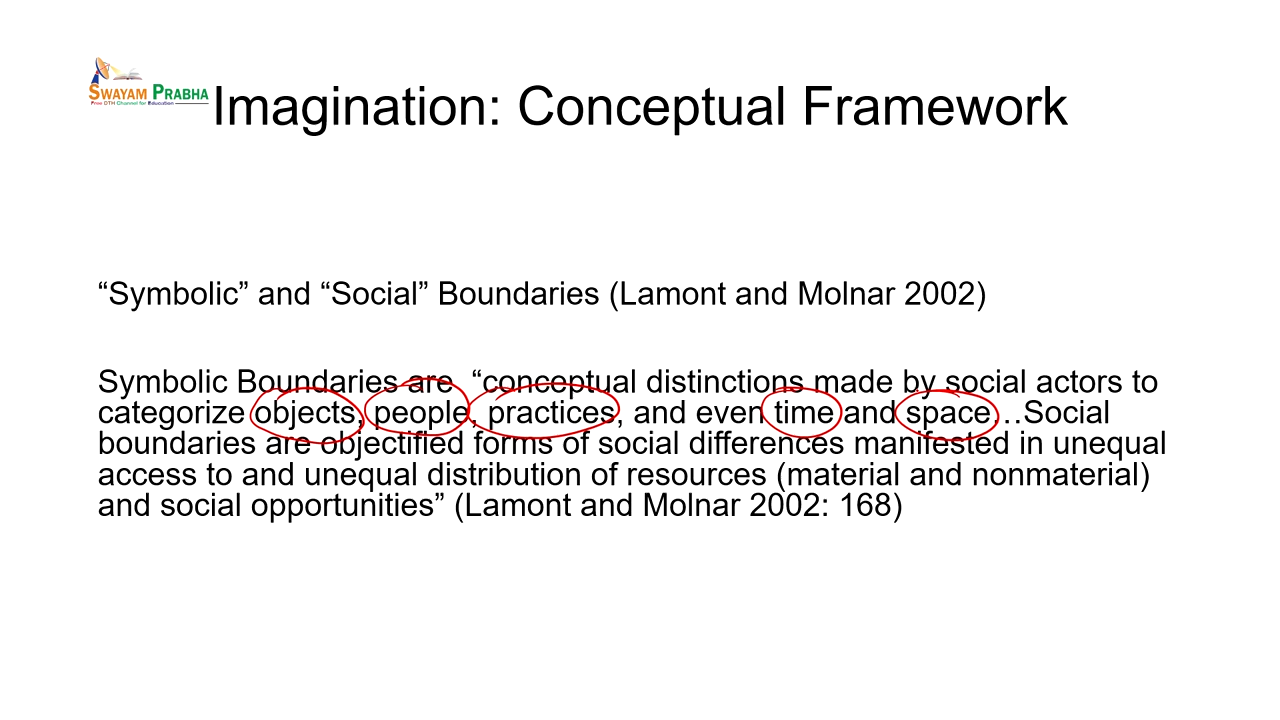 SWAYAM PRABHA
Free DTH Channel for Education
Imagination: Conceptual Framework
“Symbolic” and “Social” Boundaries (Lamont and Molnar 2002)
Symbolic Boundaries are “conceptual distinctions made by social actors to
categorize objects, people, practices, and even time and space…Social
boundaries are objectified forms of social differences manifested in unequal
access to and unequal distribution of resources (material and nonmaterial)
and social opportunities” (Lamont and Molnar 2002: 168)